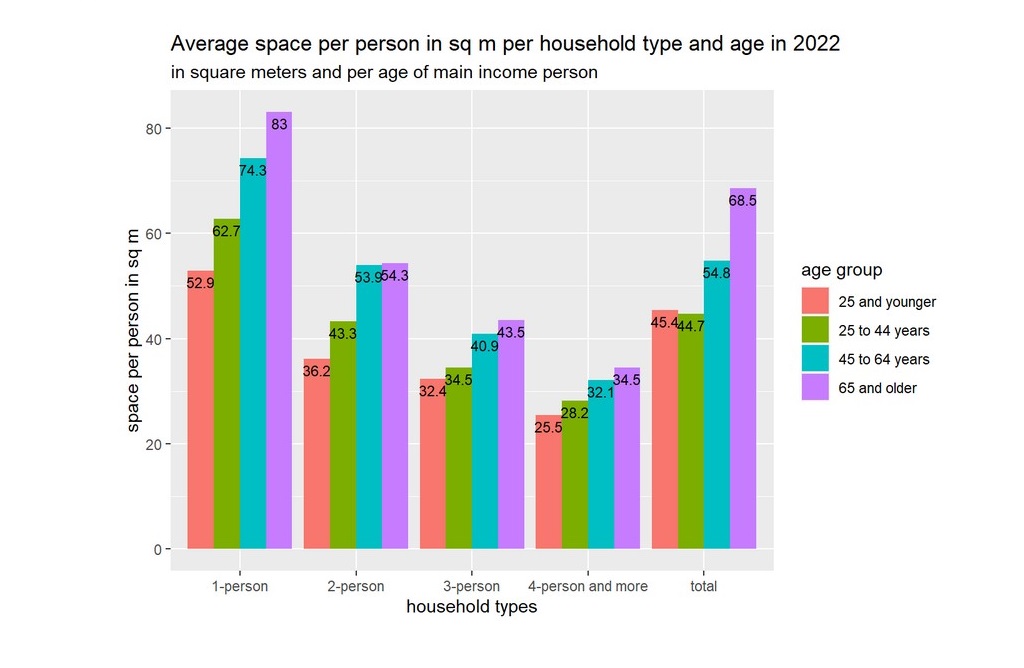 Average space per person in sq m per household type and age in 2022
in square meters and per age of main income person
space per person in sq m
80
60
40
20
0
52.9
62.7
74.3
83
36.2
43.3
53.9
54.3
32.4
34.5
40.9
43.5
25.5
28.2
32.1
34.5
45.4
44.7
54.8
68.5
1-person
2-person
3-person
4-person and more
total
household types
age group
25 and younger
25 to 44 years
45 to 64 years
65 and older